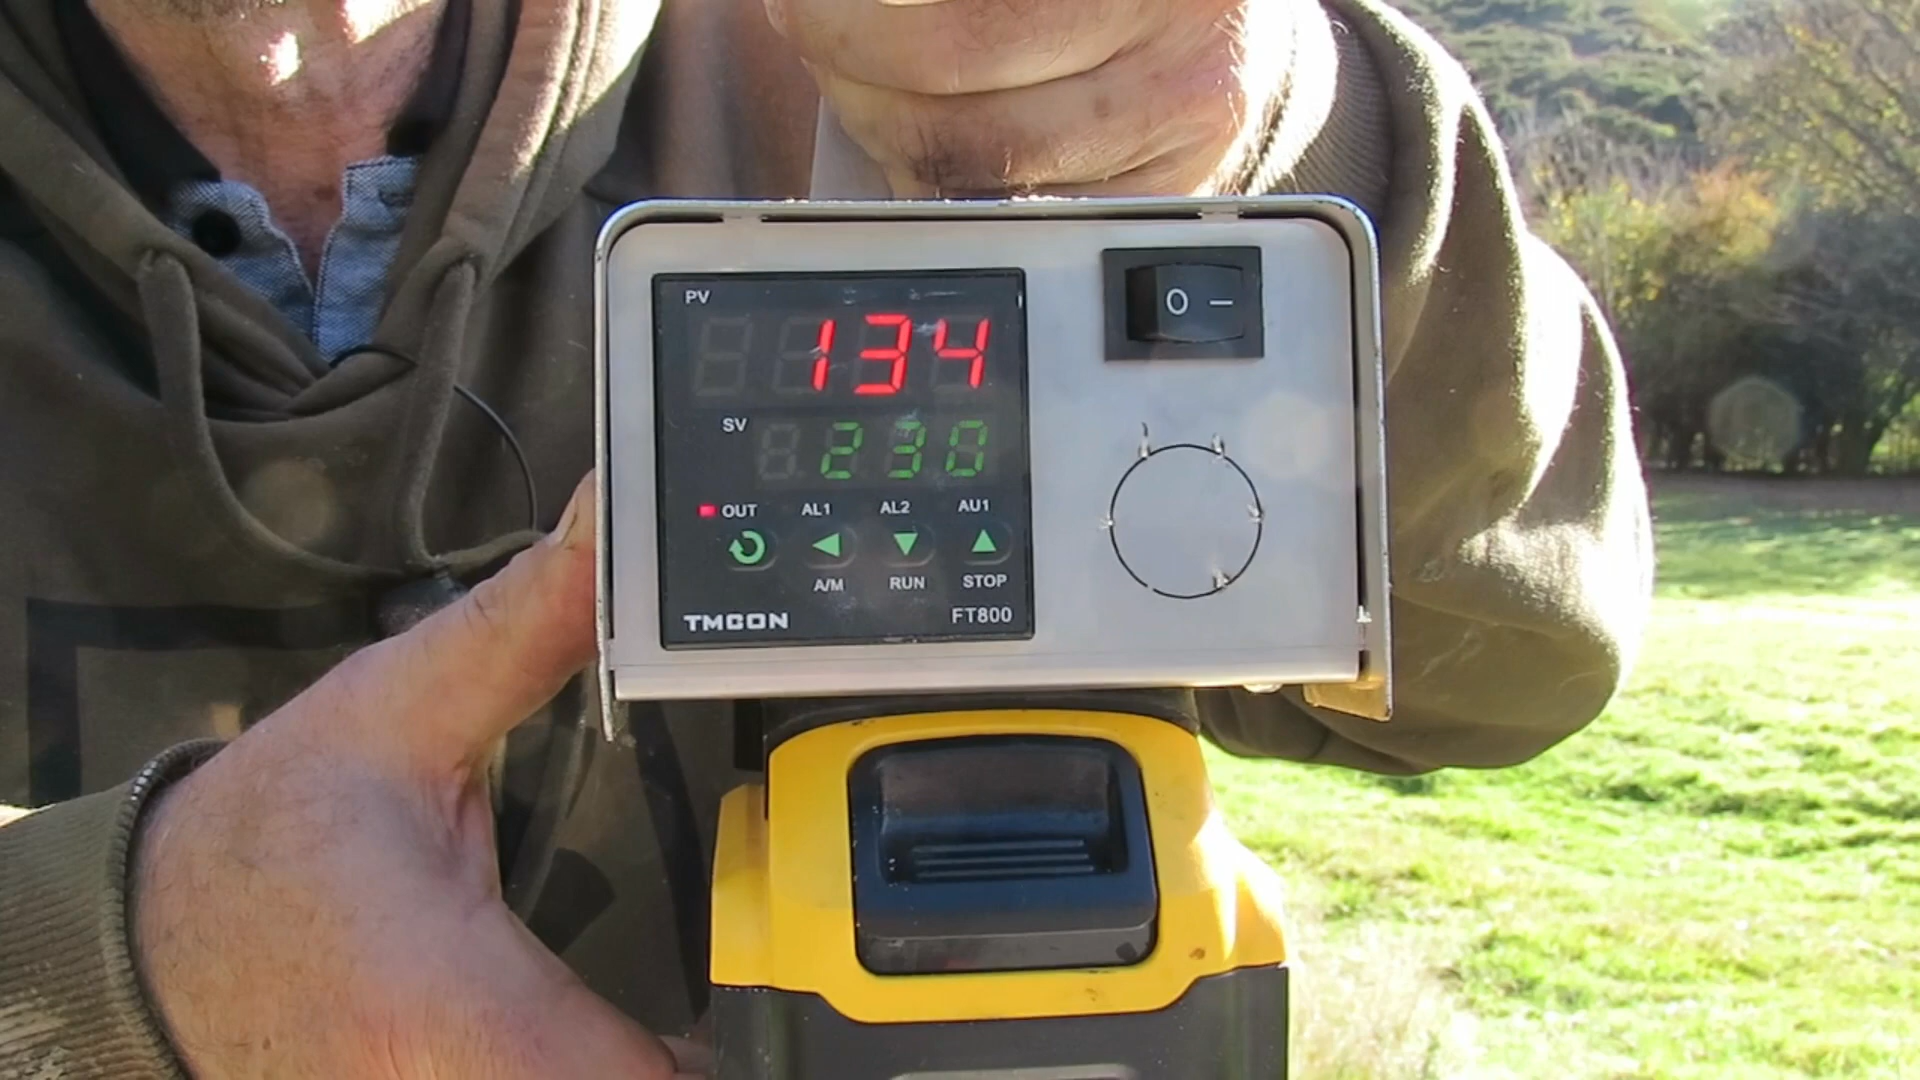 PV
134
SV
230
OUT AL1 AL2 AU1
A/M RUN STOP
TMCON FT800
O –